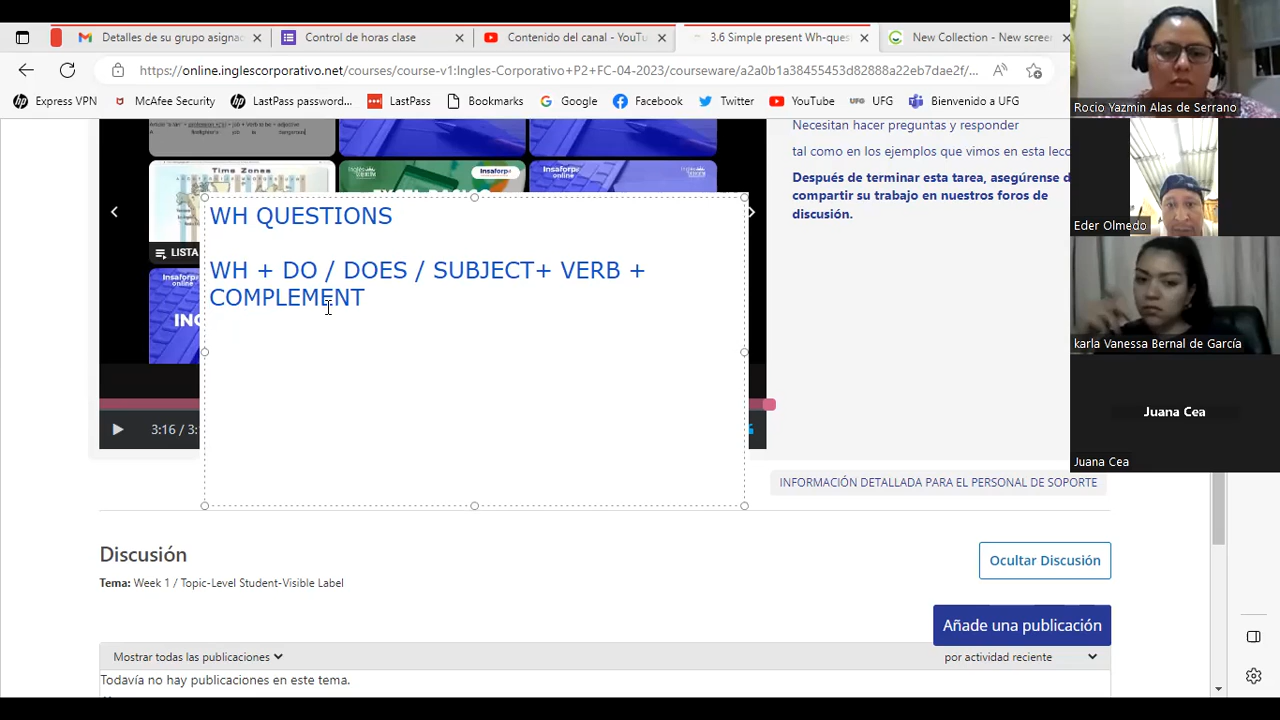 Detalles de su grupo asigna
Control de horas clase
Contenido del canal - YouTu
3.6 Simple present Wh-ques
New Collection - New scree
https://online.inglescorporativo.net/courses/course-v1:Ingles-Corporativo+P2+FC-04-2023/courseware/a2a0b1a38455453d82888a22eb7dae2f/...
Express VPN
McAfee Security
LastPass password...
LastPass
Bookmarks
Google
Facebook
Twitter
YouTube
UFG
Bienvenido a UFG
Time Zones
Insaforp
online
LISTA
Necesitan hacer preguntas y responder
tal como en los ejemplos que vimos en esta lecc
Después de terminar esta tarea, asegúrense d
compartir su trabajo en nuestros foros de
discusión.
WH QUESTIONS
WH + DO / DOES / SUBJECT+ VERB +
COMPLEMENT
3:16 / 3:
INFORMACIÓN DETALLADA PARA EL PERSONAL DE SOPORTE
Discusión
Ocultar Discusión
Tema: Week 1 / Topic-Level Student-Visible Label
Añade una publicación
Mostrar todas las publicaciones
por actividad reciente
Todavía no hay publicaciones en este tema.
Rocio Yazmin Alas de Serrano
Eder Olmedo
karla Vanessa Bernal de García
Juana Cea
Juana Cea